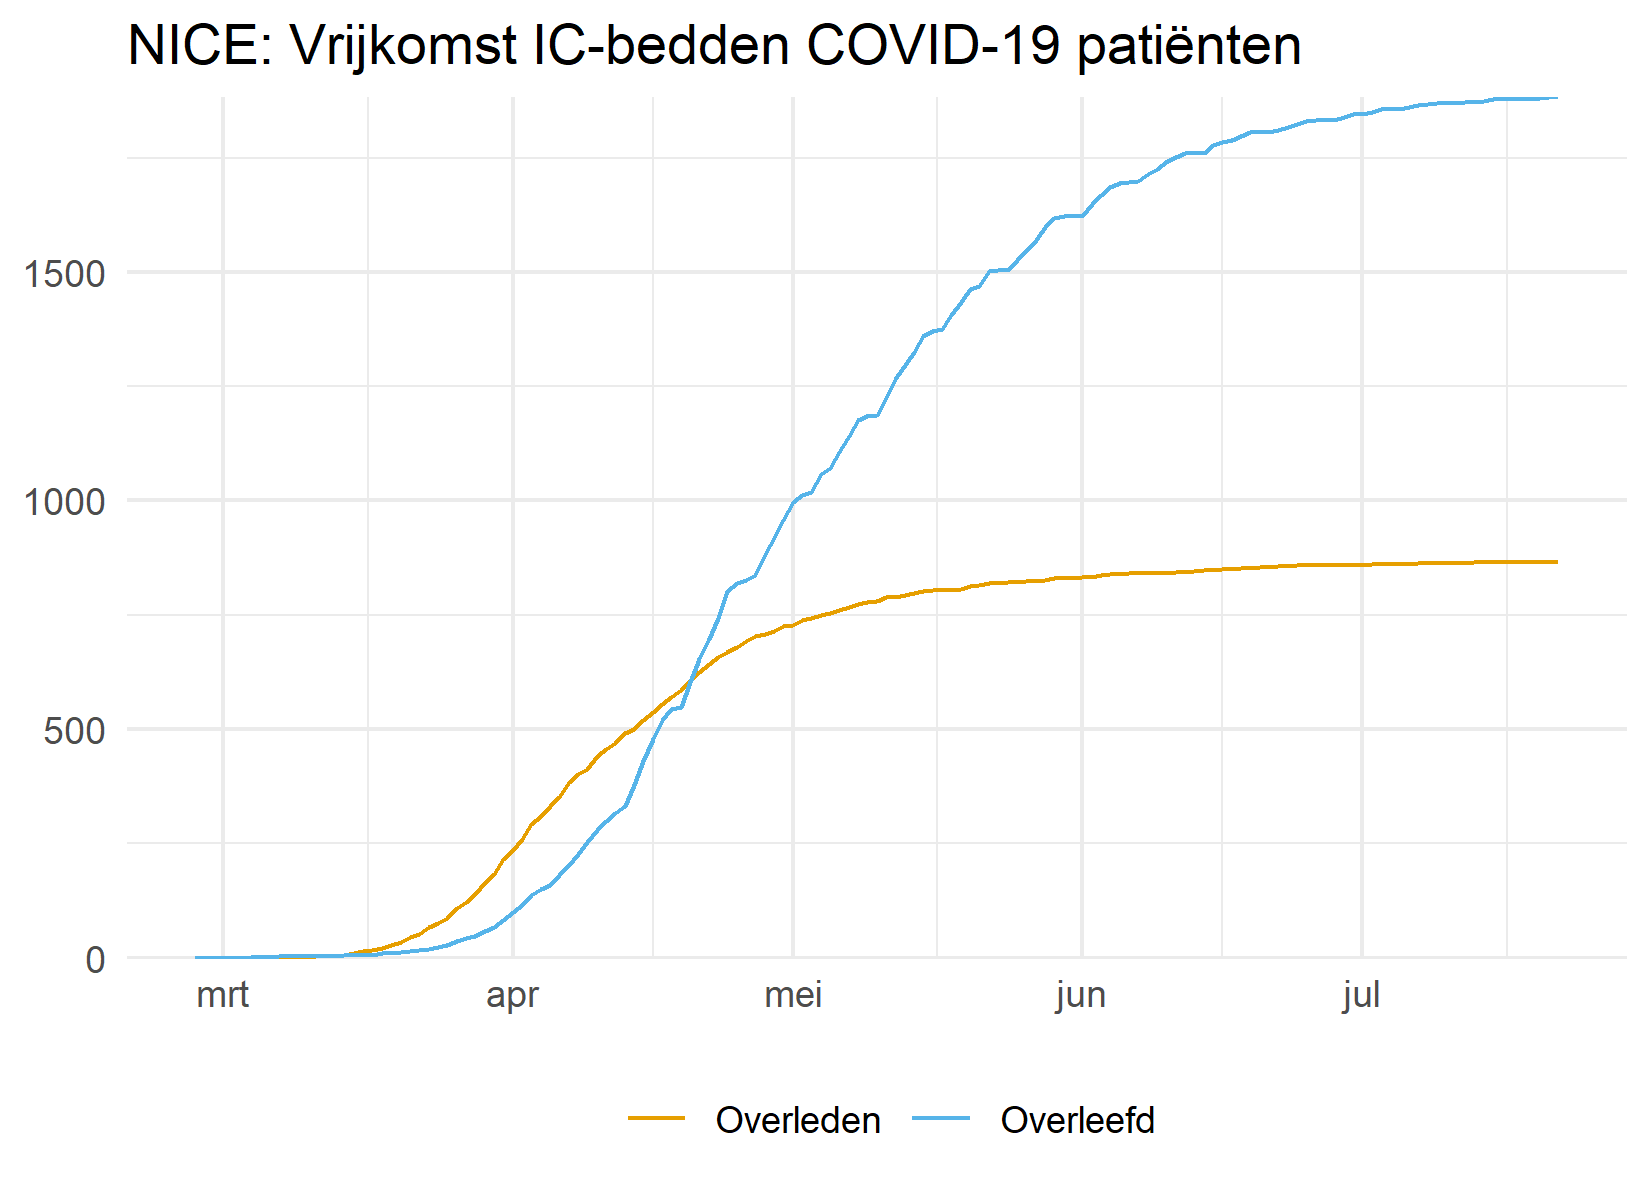 NICE: Vrijkomst IC-bedden COVID-19 patiënten
1500
1000
500
0
mrt apr mei jun jul
Overleden Overleefd